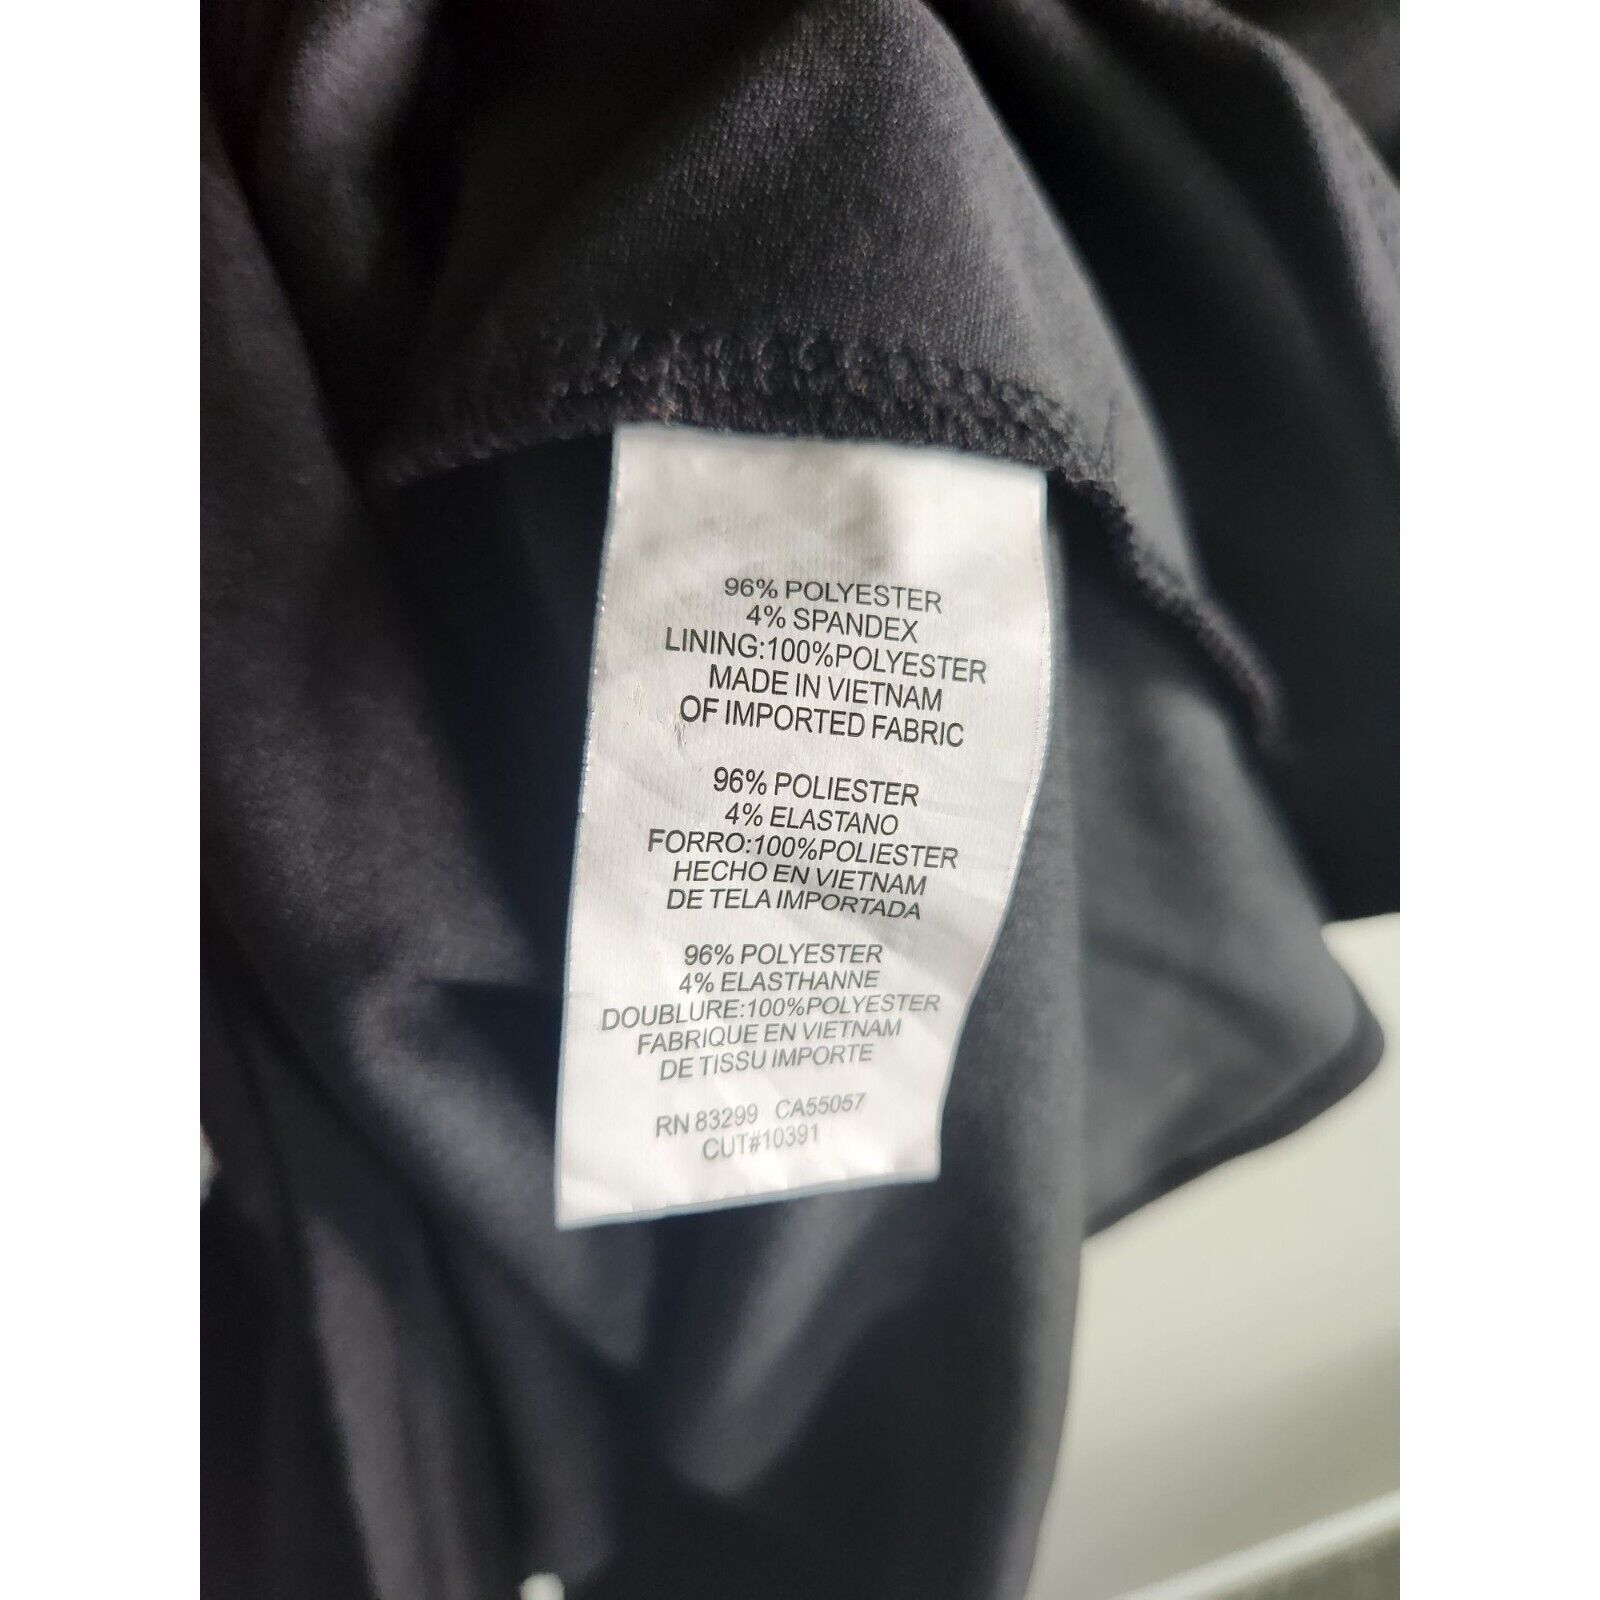 96% POLYESTER
4% SPANDEX
LINING:100%POLYESTER
MADE IN VIETNAM
OF IMPORTED FABRIC
96% POLIESTER
4% ELASTANO
FORRO:100%POLIESTER
HECHO EN VIETNAM
DE TELA IMPORTADA
96% POLYESTER
4% ELASTHANNE
DOUBLURE:100%POLYESTER
FABRIQUE EN VIETNAM
DE TISSU IMPORTE
RN 83299 CA55057
CUT#10391